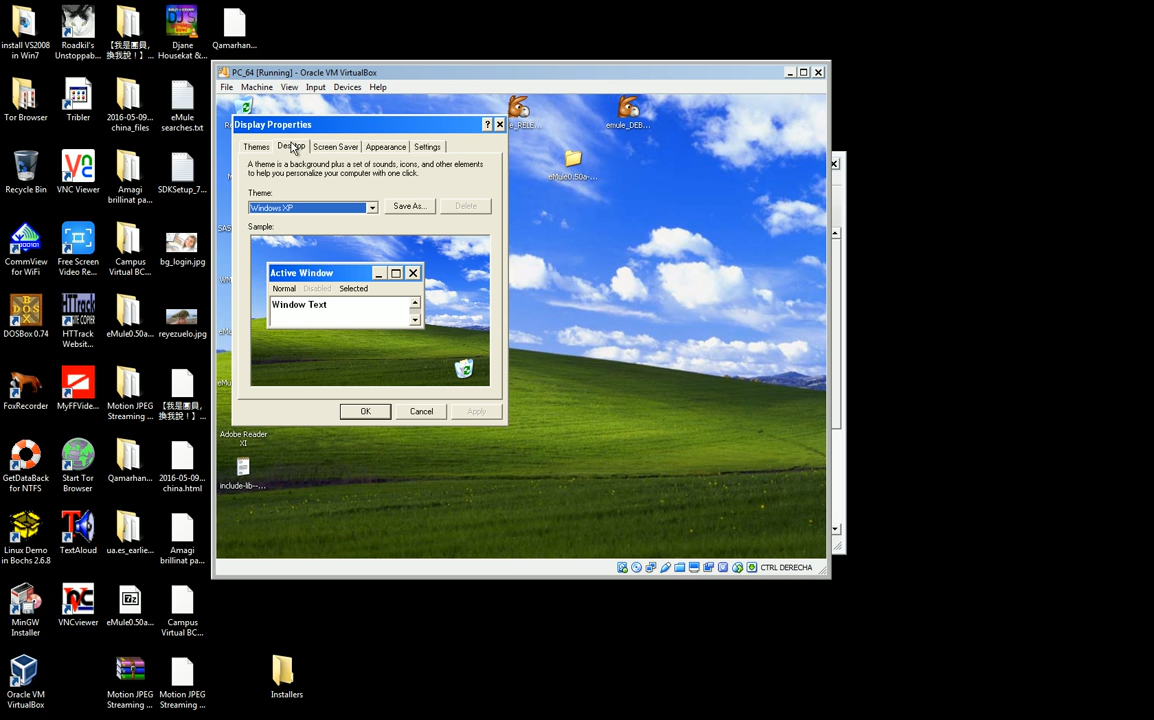 install VS2008
in Win7
Roadkil's
Unstoppab...
【我是團員,
換我說！】...
Djane
Housekat &...
Qamarhan...
Tor Browser
Tribler
2016-05-09...
china_files
eMule
searches.txt
Recycle Bin
VNC Viewer
Amagi
brillinat pa...
SDKSetup_7...
CommView
for WiFi
Free Screen
Video Re...
Campus
Virtual BC...
bg_login.jpg
DOSBox 0.74
HTTrack
Websit...
eMule0.50a...
reyezuelo.jpg
FoxRecorder
MyFFVide...
Motion JPEG
Streaming ...
【我是團員,
換我說！】...
GetDataBack
for NTFS
Start Tor
Browser
Qamarhan...
2016-05-09...
china.html
Linux Demo
in Bochs 2.6.8
TextAloud
ua.es_earlie...
Amagi
brillinat pa...
MinGW
Installer
VNCviewer
eMule0.50a...
Campus
Virtual BC...
Oracle VM
VirtualBox
Motion JPEG
Streaming ...
Motion JPEG
Streaming ...
Installers
PC_64 [Running] - Oracle VM VirtualBox
File Machine View Input Devices Help
emule_DEB...
eMule0.50a-...
Display Properties
Themes Desktop Screen Saver Appearance Settings
A theme is a background plus a set of sounds, icons, and other elements
to help you personalize your computer with one click.
Theme:
Windows XP
Save As...
Delete
Sample:
Active Window
Normal Disabled Selected
Window Text
OK
Cancel
Apply
Adobe Reader
XI
include-lib--...
CTRL DERECHA